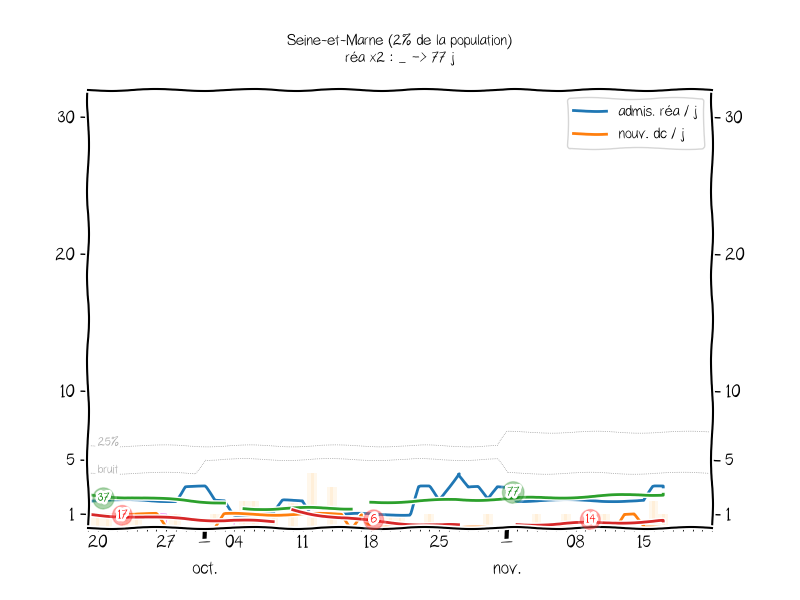 Seine-et-Marne (2% de la population)
réa x2 : _ -> 77 j
admis. réa / j
nouv. dc / j
30
30
20
20
10
10
25%
5
5
bruit
37
77
17
6
14
1
1
20 27 1 04 11 18 25 1 08 15
oct. nov.